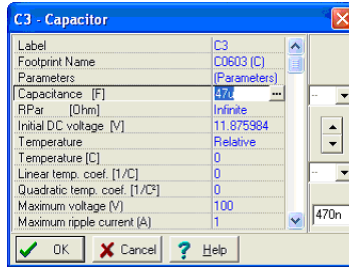 C3 - Capacitor
Label C3
Footprint Name C0603 (C)
Parameters (Parameters)
Capacitance [F] 47u ...
RPar [Ohm] Infinite
Initial DC voltage [V] 11.875984
Temperature Relative
Temperature [C] 0
Linear temp. coef. [1/C] 0
Quadratic temp. coef. [1/C²] 0
Maximum voltage (V) 100
Maximum ripple current (A) 1
470n
OK Cancel ? Help